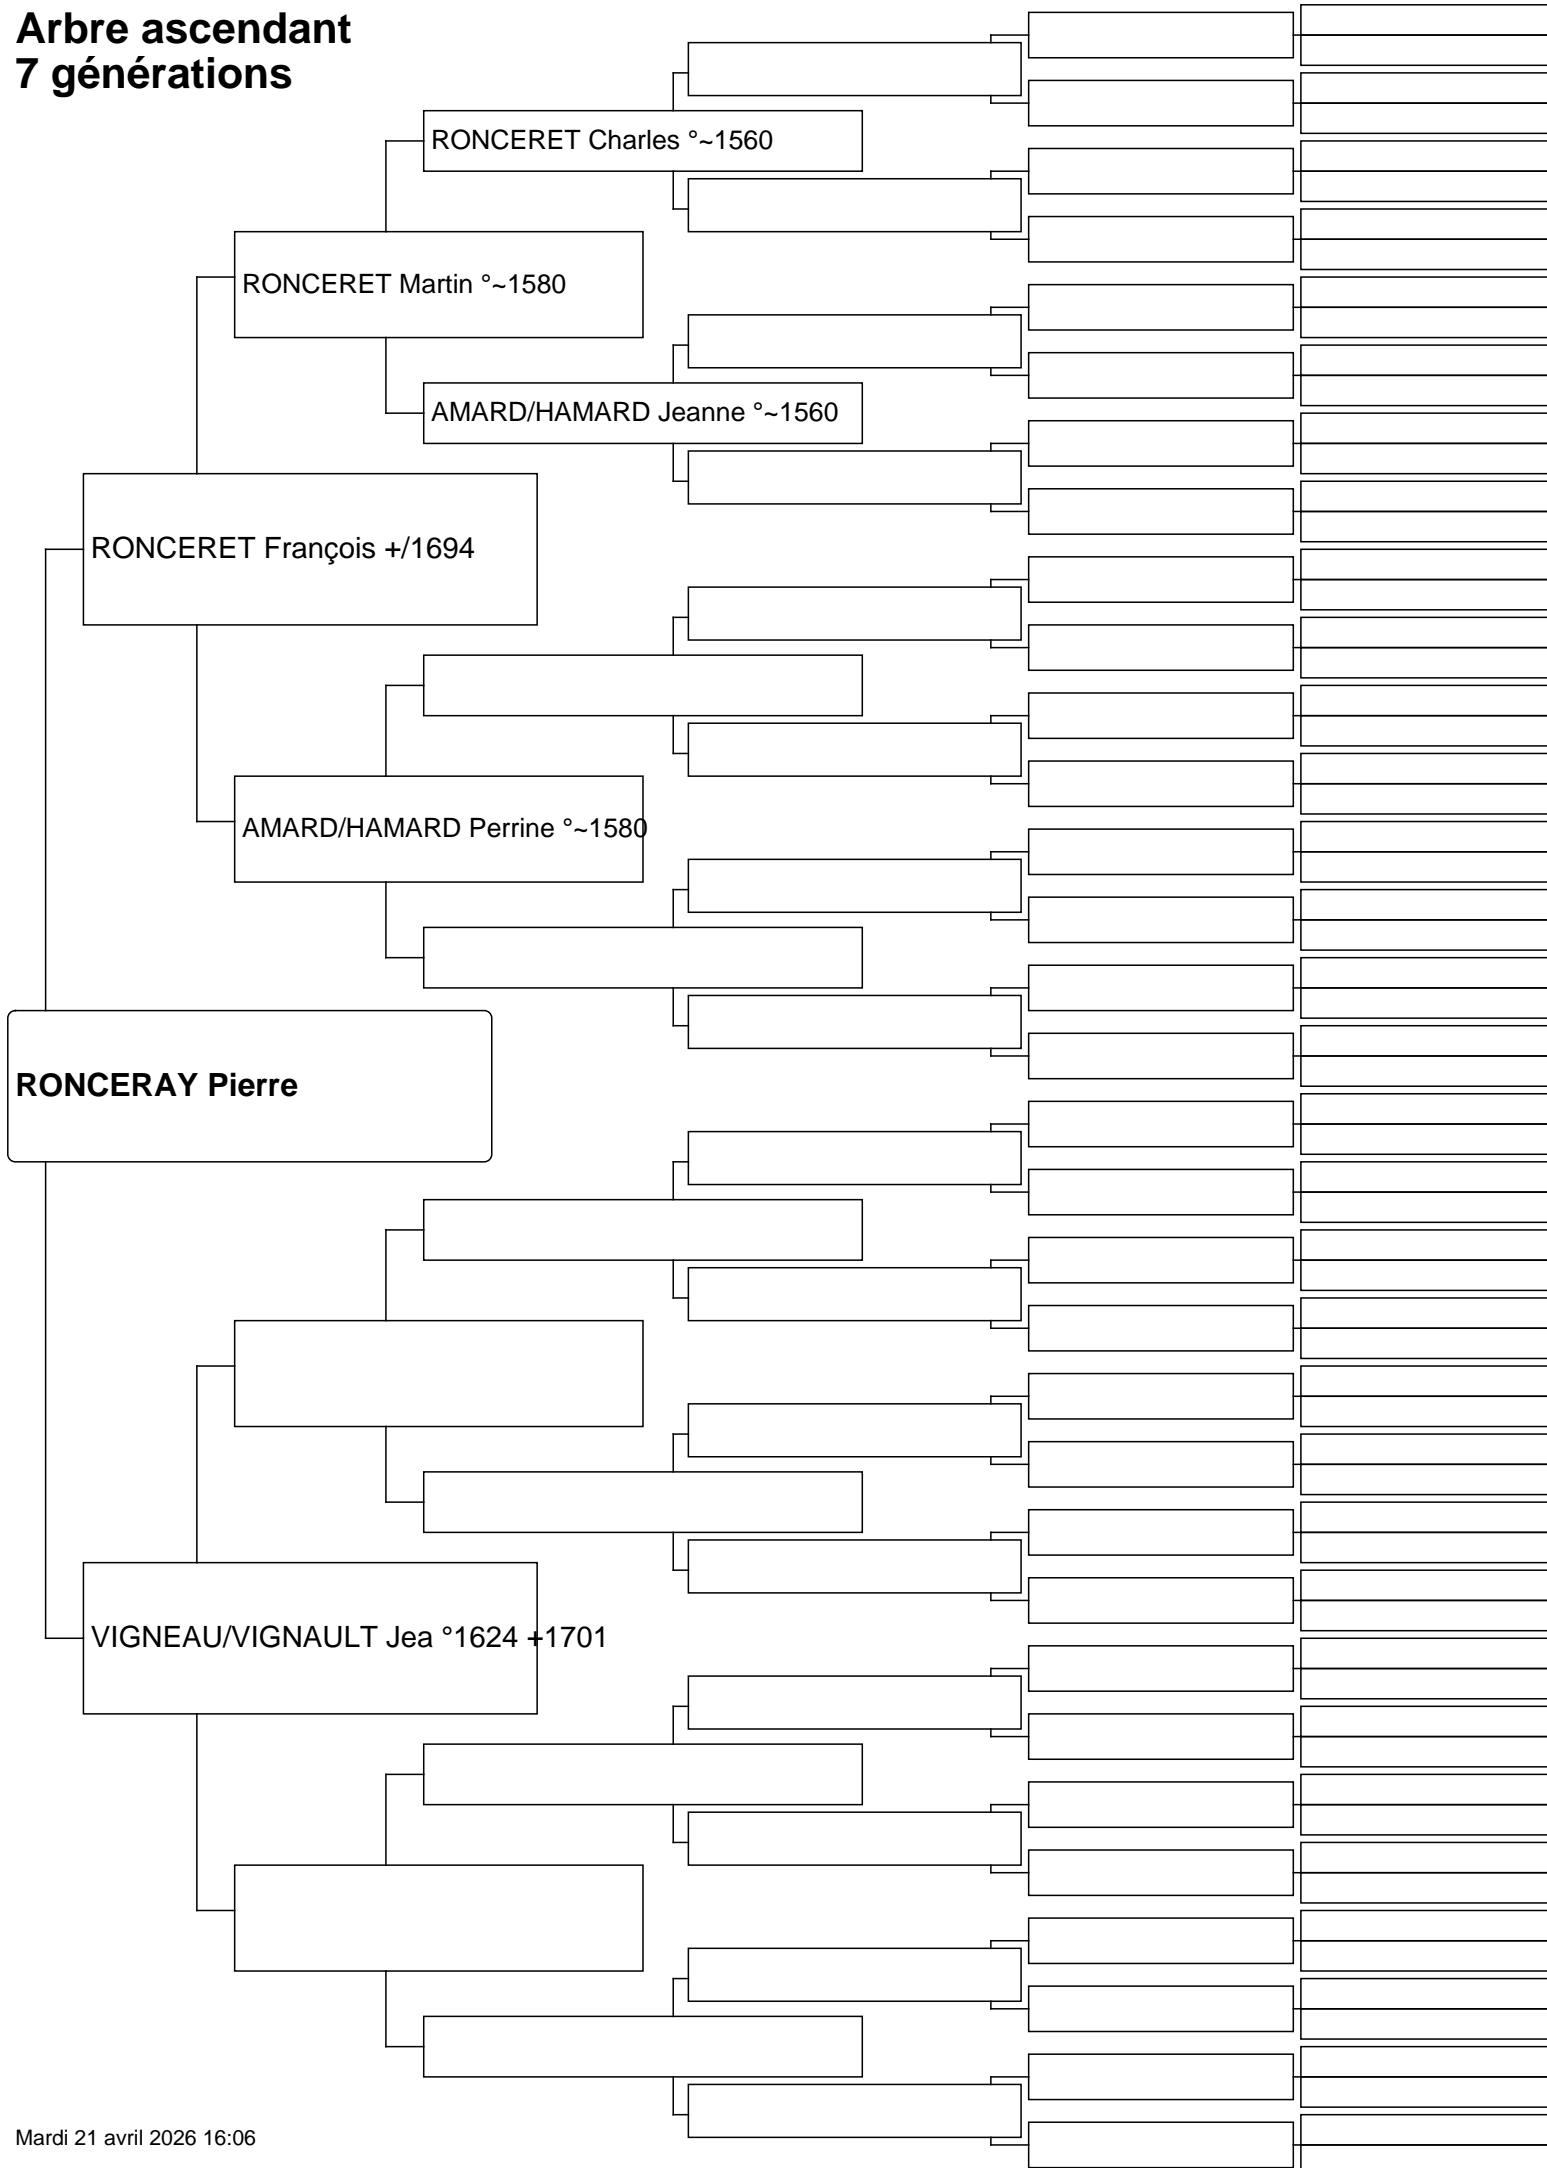 Arbre ascendant
7 générations
RONCERET Charles °~1560
RONCERET Martin °~1580
AMARD/HAMARD Jeanne °~1560
RONCERET François +/1694
AMARD/HAMARD Perrine °~1580
RONCERAY Pierre
VIGNEAU/VIGNAULT Jea °1624 +1701
Mardi 21 avril 2026 16:06